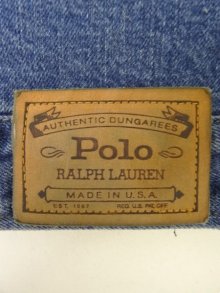 AUTHENTIC DUNGAREES
Polo
RALPH LAUREN
MADE IN U.S.A.
EST. 1967 REG. U.S. PAT. OFF.